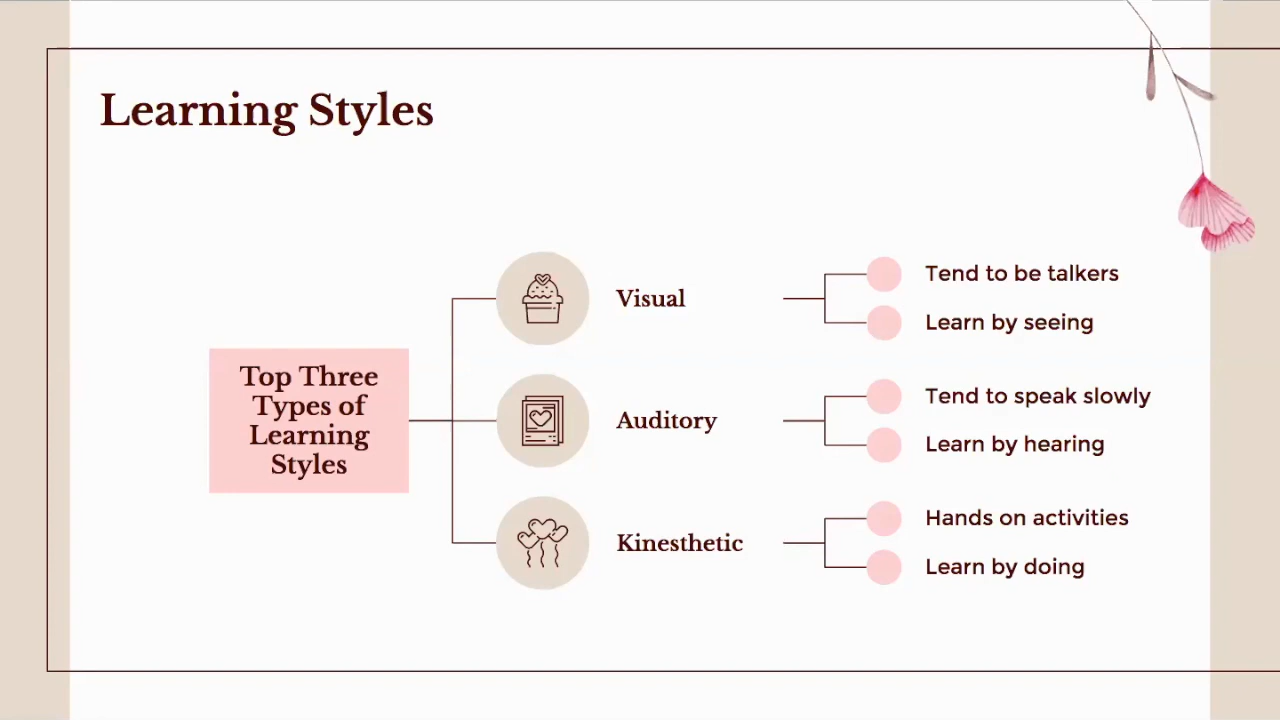 Learning Styles
Top Three
Types of
Learning
Styles
Visual
Tend to be talkers
Learn by seeing
Auditory
Tend to speak slowly
Learn by hearing
Kinesthetic
Hands on activities
Learn by doing